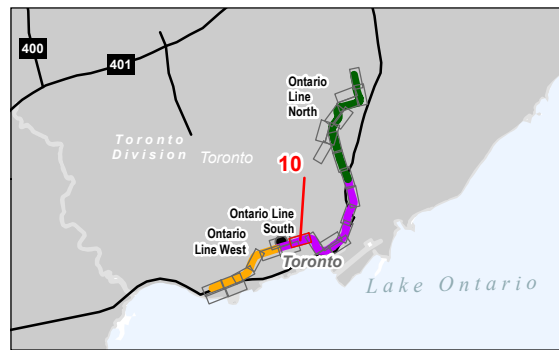 400
401
Ontario
Line
North
Toronto
Division
Toronto
10
Ontario Line
South
Ontario
Line West
Toronto
Lake Ontario